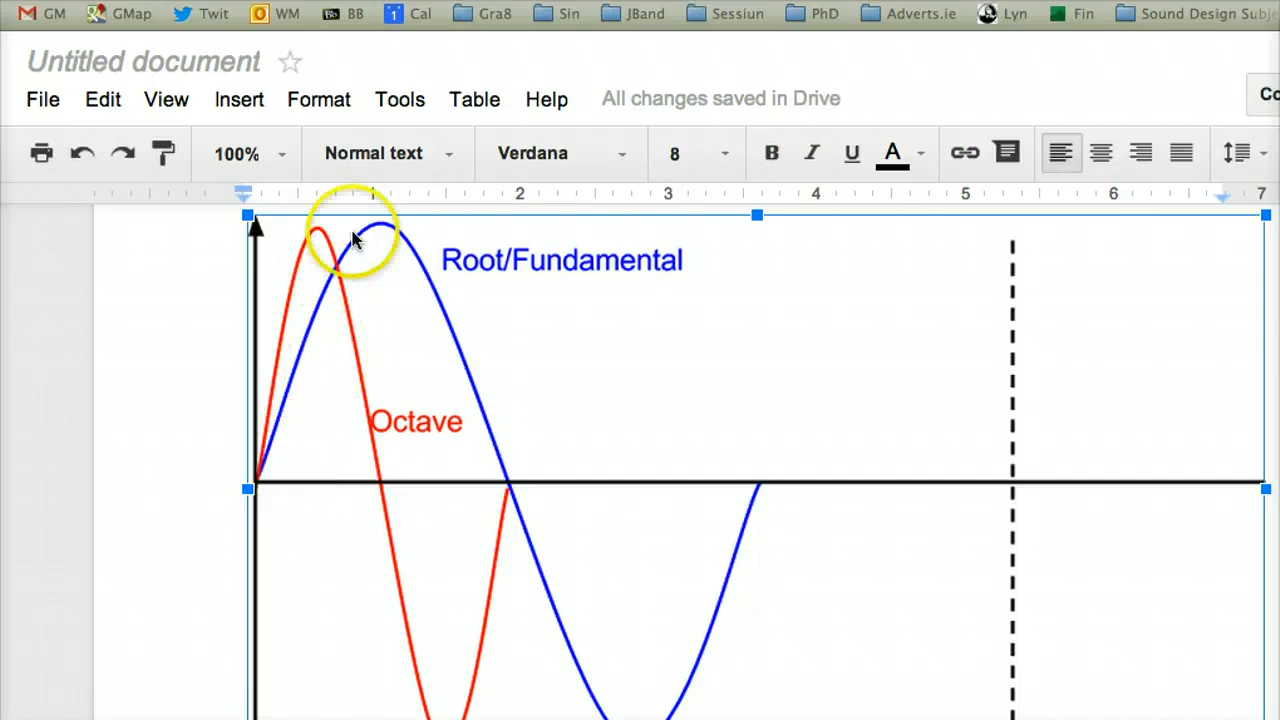 GM GMap Twit WM BB 1 Cal Gra8 Sin JBand Sessiun PhD Adverts.ie Lyn Fin Sound Design Subj
Untitled document
File Edit View Insert Format Tools Table Help All changes saved in Drive Co
100% Normal text Verdana 8 B I U A
1 2 3 4 5 6 7
Root/Fundamental
Octave